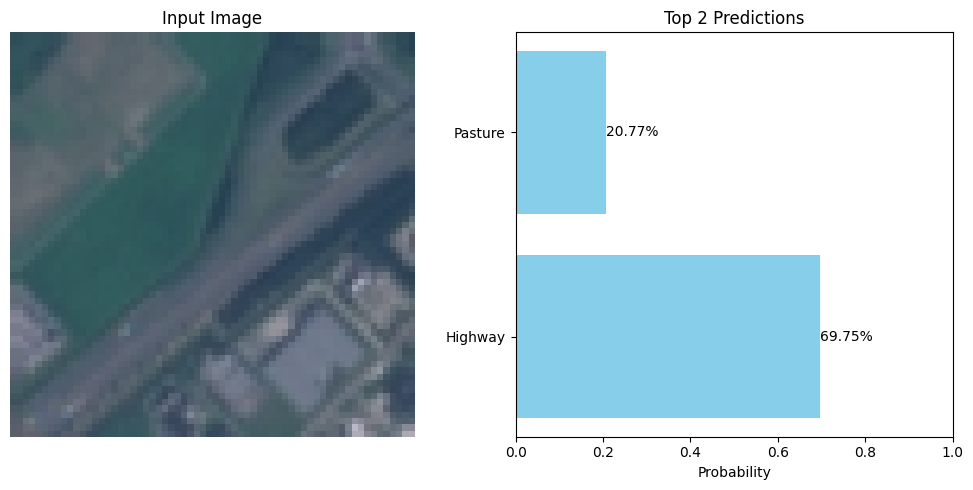 Input Image
Top 2 Predictions
Pasture
20.77%
Highway
69.75%
0.0 0.2 0.4 0.6 0.8 1.0
Probability